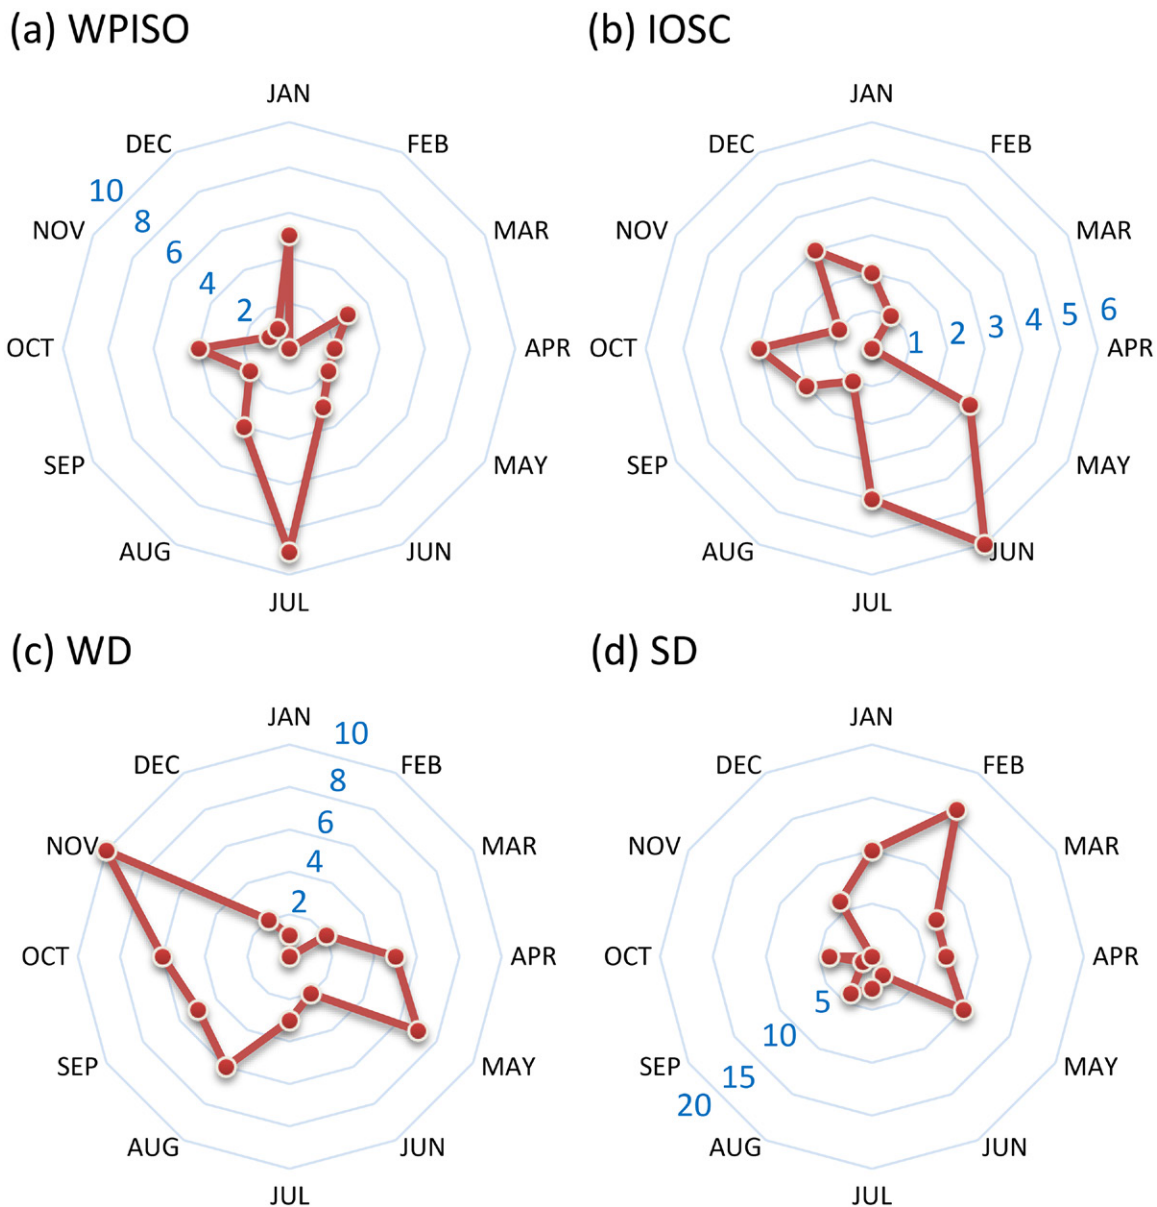 (a) WPISO
JAN
FEB
MAR
APR
MAY
JUN
JUL
AUG
SEP
OCT
NOV
DEC
10
8
6
4
2
(b) IOSC
JAN
FEB
MAR
APR
MAY
JUN
JUL
AUG
SEP
OCT
NOV
DEC
1
2
3
4
5
6
(c) WD
JAN
FEB
MAR
APR
MAY
JUN
JUL
AUG
SEP
OCT
NOV
DEC
10
8
6
4
2
(d) SD
JAN
FEB
MAR
APR
MAY
JUN
JUL
AUG
SEP
OCT
NOV
DEC
5
10
15
20